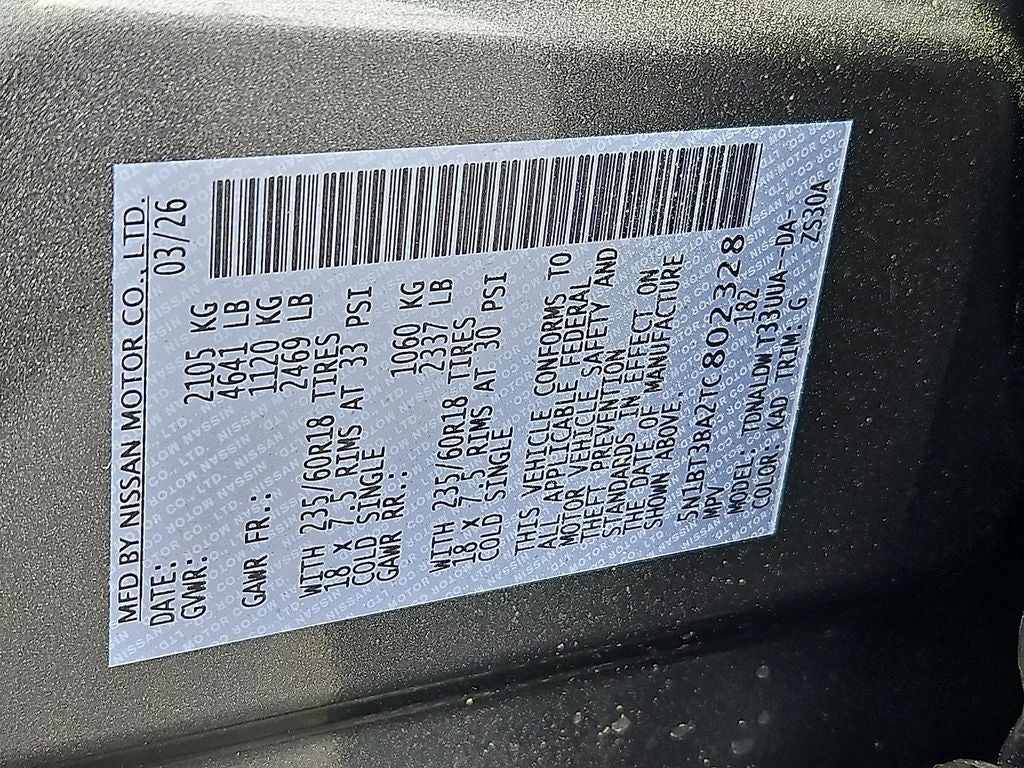 MFD BY NISSAN MOTOR CO., LTD.
DATE: 03/26
GVWR: 2105 KG
4641 LB
GAWR FR.: 1120 KG
2469 LB
WITH 235/60R18 TIRES
18 X 7.5 RIMS AT 33 PSI
COLD SINGLE
GAWR RR.: 1060 KG
2337 LB
WITH 235/60R18 TIRES
18 X 7.5 RIMS AT 30 PSI
COLD SINGLE
THIS VEHICLE CONFORMS TO
ALL APPLICABLE FEDERAL
MOTOR VEHICLE SAFETY AND
THEFT PREVENTION
STANDARDS IN EFFECT ON
THE DATE OF MANUFACTURE
SHOWN ABOVE.
5N1BT3BA2TC802328
MPV 182
MODEL: TDNALDW T33UUA--DA-
COLOR: KAD TRIM: G ZS30A